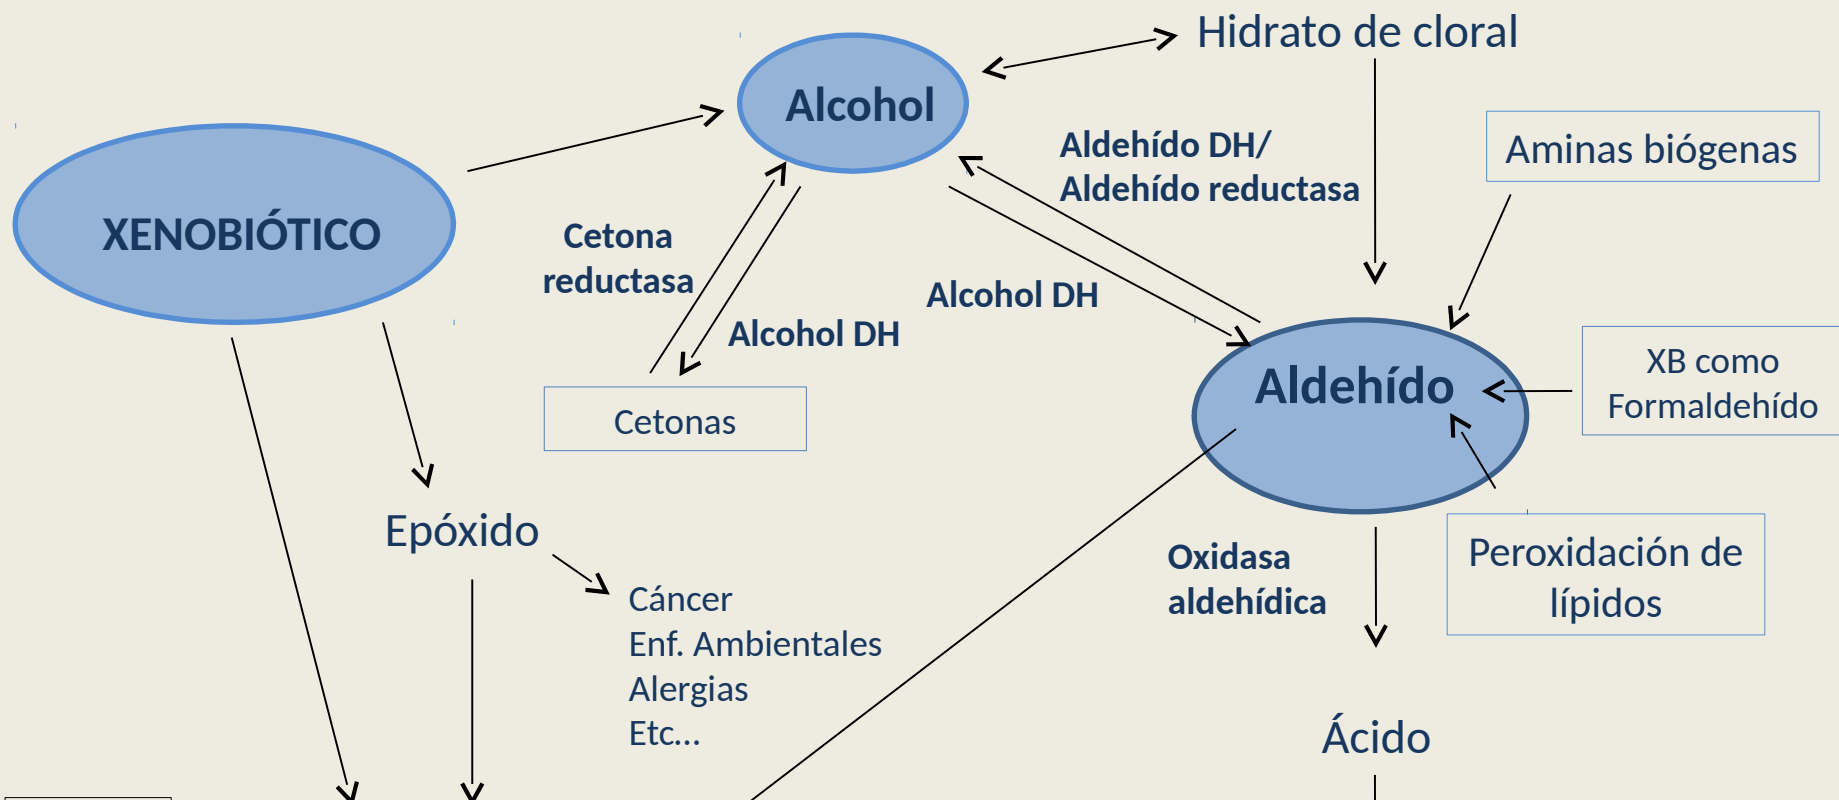 Hidrato de cloral
Alcohol
Aldehído DH/
Aldehído reductasa
Aminas biógenas
XENOBIÓTICO
Cetona
reductasa
Alcohol DH
Alcohol DH
Cetonas
Aldehído
XB como
Formaldehído
Epóxido
Oxidasa
aldehídica
Peroxidación de
lípidos
Cáncer
Enf. Ambientales
Alergias
Etc...
Ácido